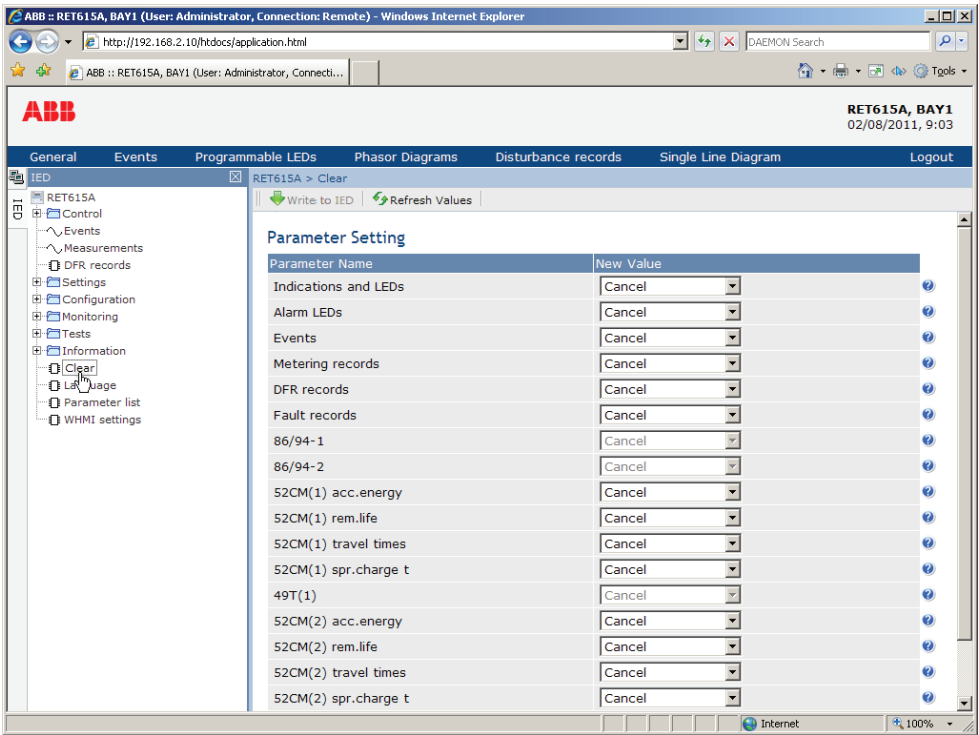 ABB :: RET615A, BAY1 (User: Administrator, Connection: Remote) - Windows Internet Explorer
http://192.168.2.10/htdocs/application.html
DAEMON Search
ABB :: RET615A, BAY1 (User: Administrator, Connecti...
Tools
ABB
RET615A, BAY1
02/08/2011, 9:03
General Events Programmable LEDs Phasor Diagrams Disturbance records Single Line Diagram Logout
IED
IED
RET615A > Clear
Write to IED Refresh Values
RET615A
Control
Events
Measurements
DFR records
Settings
Configuration
Monitoring
Tests
Information
Clear
Language
Parameter list
WHMI settings
Parameter Setting
Parameter Name New Value
Indications and LEDs Cancel
Alarm LEDs Cancel
Events Cancel
Metering records Cancel
DFR records Cancel
Fault records Cancel
86/94-1 Cancel
86/94-2 Cancel
52CM(1) acc.energy Cancel
52CM(1) rem.life Cancel
52CM(1) travel times Cancel
52CM(1) spr.charge t Cancel
49T(1) Cancel
52CM(2) acc.energy Cancel
52CM(2) rem.life Cancel
52CM(2) travel times Cancel
52CM(2) spr.charge t Cancel
Internet 100%